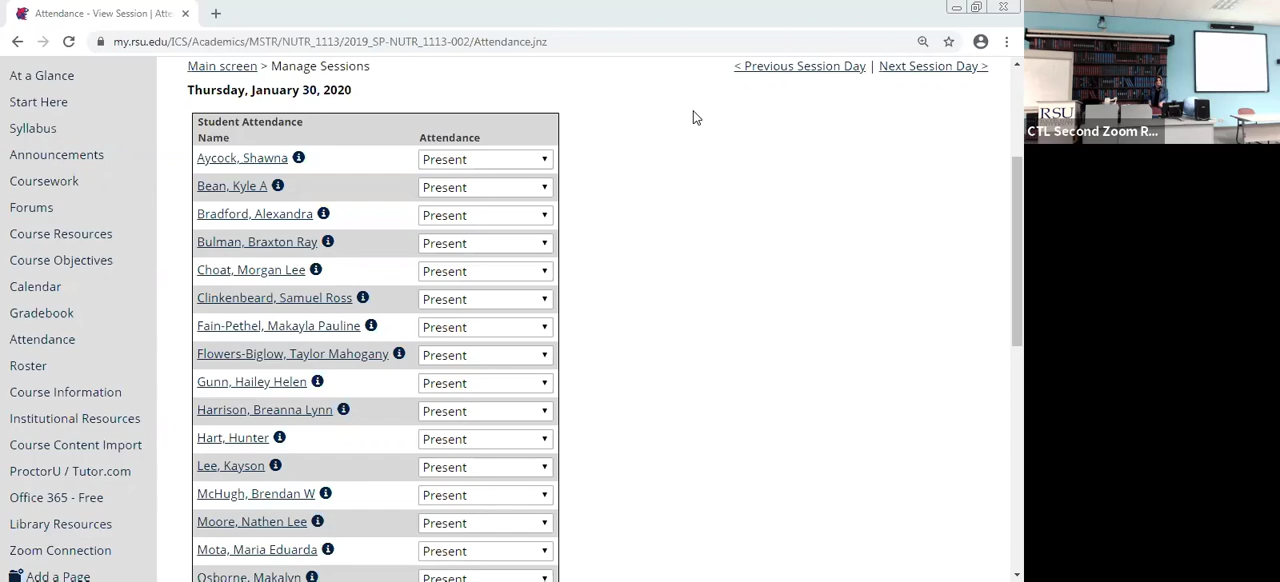 Attendance - View Session | Atte
my.rsu.edu/ICS/Academics/MSTR/NUTR_1113/2019_SP-NUTR_1113-002/Attendance.jnz
At a Glance
Start Here
Syllabus
Announcements
Coursework
Forums
Course Resources
Course Objectives
Calendar
Gradebook
Attendance
Roster
Course Information
Institutional Resources
Course Content Import
ProctorU / Tutor.com
Office 365 - Free
Library Resources
Zoom Connection
Add a Page
Main screen > Manage Sessions
< Previous Session Day | Next Session Day >
Thursday, January 30, 2020
Student Attendance
Name Attendance
Aycock, Shawna Present
Bean, Kyle A Present
Bradford, Alexandra Present
Bulman, Braxton Ray Present
Choat, Morgan Lee Present
Clinkenbeard, Samuel Ross Present
Fain-Pethel, Makayla Pauline Present
Flowers-Biglow, Taylor Mahogany Present
Gunn, Hailey Helen Present
Harrison, Breanna Lynn Present
Hart, Hunter Present
Lee, Kayson Present
McHugh, Brendan W Present
Moore, Nathen Lee Present
Mota, Maria Eduarda Present
Osborne, Makalyn Present
RSU
CTL Second Zoom R...